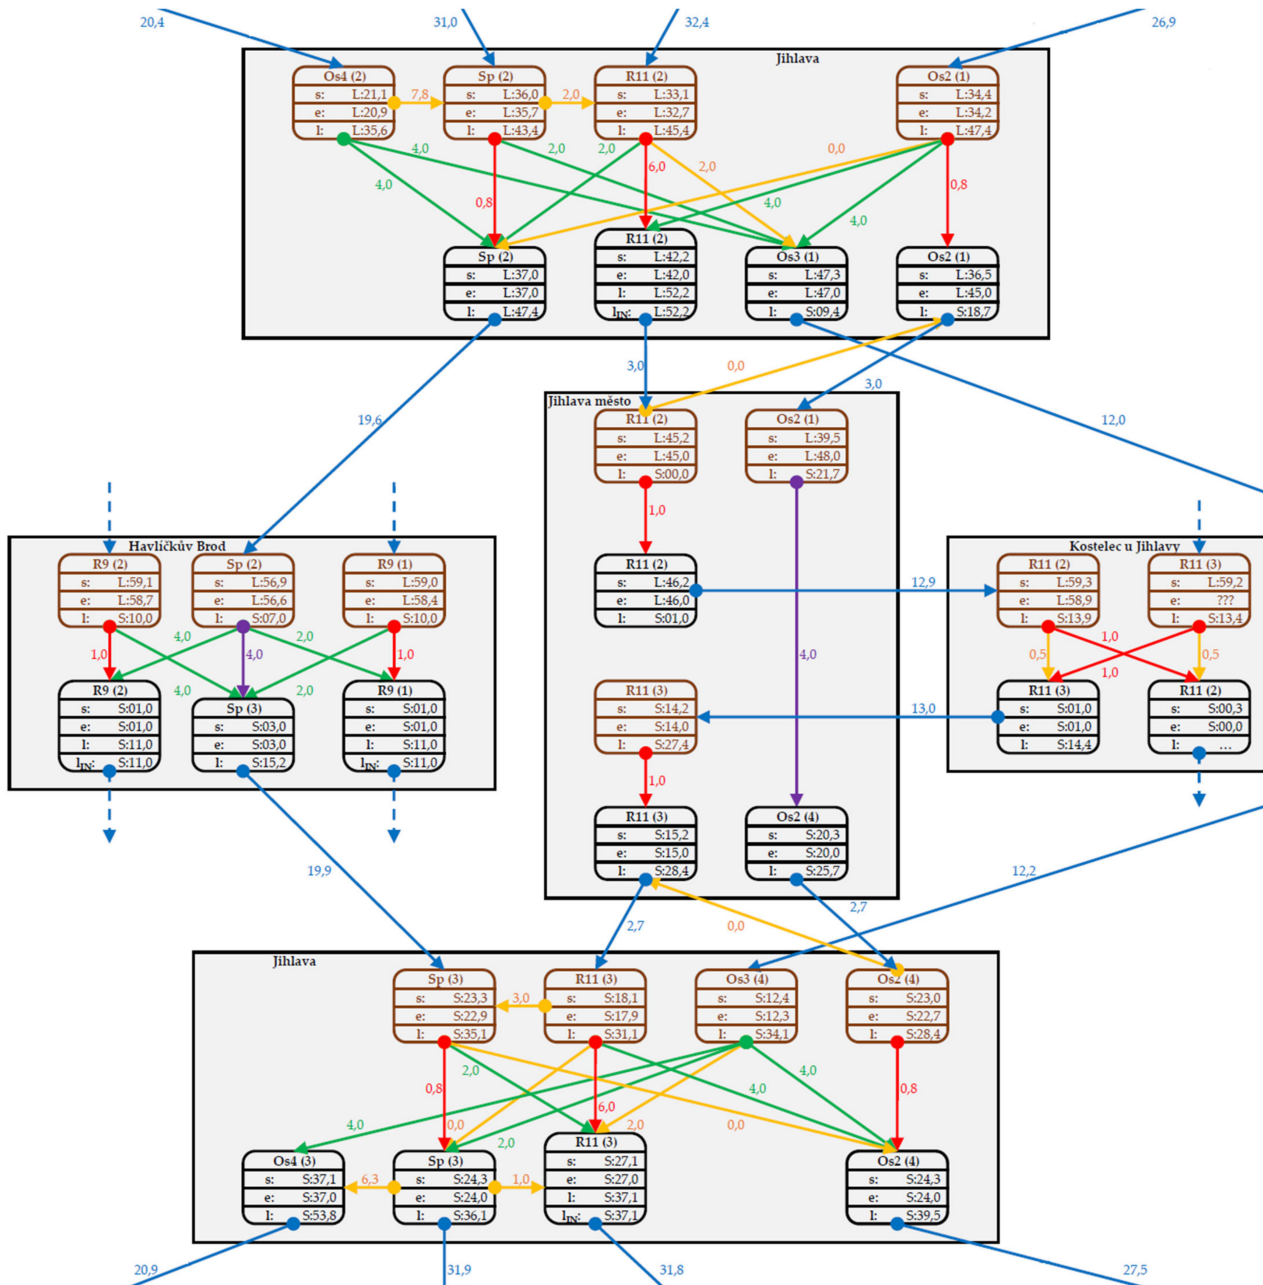 20,4
31,0
32,4
26,9
Jihlava
Os4 (2)
s: L:21,1
e: L:20,9
l: L:35,6
7,8
Sp (2)
s: L:36,0
e: L:35,7
l: L:43,4
2,0
R11 (2)
s: L:33,1
e: L:32,7
l: L:45,4
Os2 (1)
s: L:34,4
e: L:34,2
l: L:47,4
4,0
4,0
0,8
2,0
2,0
6,0
2,0
0,0
4,0
4,0
0,8
Sp (2)
s: L:37,0
e: L:37,0
l: L:47,4
R11 (2)
s: L:42,2
e: L:42,0
l: L:52,2
lIN: L:52,2
Os3 (1)
s: L:47,3
e: L:47,0
l: S:09,4
Os2 (1)
s: L:36,5
e: L:45,0
l: S:18,7
19,6
3,0
0,0
3,0
12,0
Jihlava město
R11 (2)
s: L:45,2
e: L:45,0
l: S:00,0
Os2 (1)
s: L:39,5
e: L:48,0
l: S:21,7
1,0
R11 (2)
s: L:46,2
e: L:46,0
l: S:01,0
12,9
4,0
R11 (3)
s: S:14,2
e: S:14,0
l: S:27,4
13,0
1,0
R11 (3)
s: S:15,2
e: S:15,0
l: S:28,4
Os2 (4)
s: S:20,3
e: S:20,0
l: S:25,7
Havlíčkův Brod
R9 (2)
s: L:59,1
e: L:58,7
l: S:10,0
Sp (2)
s: L:56,9
e: L:56,6
l: S:07,0
R9 (1)
s: L:59,0
e: L:58,4
l: S:10,0
1,0
4,0
4,0
4,0
2,0
2,0
1,0
R9 (2)
s: S:01,0
e: S:01,0
l: S:11,0
lIN: S:11,0
Sp (3)
s: S:03,0
e: S:03,0
l: S:15,2
R9 (1)
s: S:01,0
e: S:01,0
l: S:11,0
lIN: S:11,0
Kostelec u Jihlavy
R11 (2)
s: L:59,3
e: L:58,9
l: S:13,9
R11 (3)
s: L:59,2
e: ???
l: S:13,4
0,5
1,0
1,0
0,5
R11 (3)
s: S:01,0
e: S:01,0
l: S:14,4
R11 (2)
s: S:00,3
e: S:00,0
l: ...
19,9
2,7
0,0
2,7
12,2
Jihlava
Sp (3)
s: S:23,3
e: S:22,9
l: S:35,1
3,0
R11 (3)
s: S:18,1
e: S:17,9
l: S:31,1
Os3 (4)
s: S:12,4
e: S:12,3
l: S:34,1
Os2 (4)
s: S:23,0
e: S:22,7
l: S:28,4
4,0
0,8
0,0
2,0
2,0
6,0
2,0
4,0
0,0
4,0
0,8
Os4 (3)
s: S:37,1
e: S:37,0
l: S:53,8
6,3
Sp (3)
s: S:24,3
e: S:24,0
l: S:36,1
1,0
R11 (3)
s: S:27,1
e: S:27,0
l: S:37,1
lIN: S:37,1
Os2 (4)
s: S:24,3
e: S:24,0
l: S:39,5
20,9
31,9
31,8
27,5